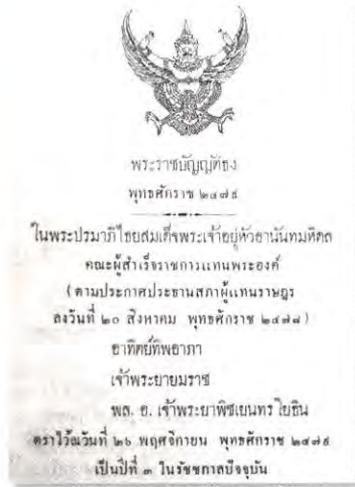 พระราชบัญญัติธง
พุทธศักราช ๒๔๗๙
ในพระปรมาภิไธยสมเด็จพระเจ้าอยู่หัวอานันทมหิดล
คณะผู้สำเร็จราชการแทนพระองค์
(ตามประกาศประธานสภาผู้แทนราษฎร
ลงวันที่ ๒๐ สิงหาคม พุทธศักราช ๒๔๗๘)
อาทิตย์ทิพอาภา
เจ้าพระยายมราช
พล. อ. เจ้าพระยาพิชเยนทรโยธิน
ตราไว้ณวันที่ ๒๖ พฤศจิกายน พุทธศักราช ๒๔๗๙
เป็นปีที่ ๓ ในรัชชกาลปัจจุบัน